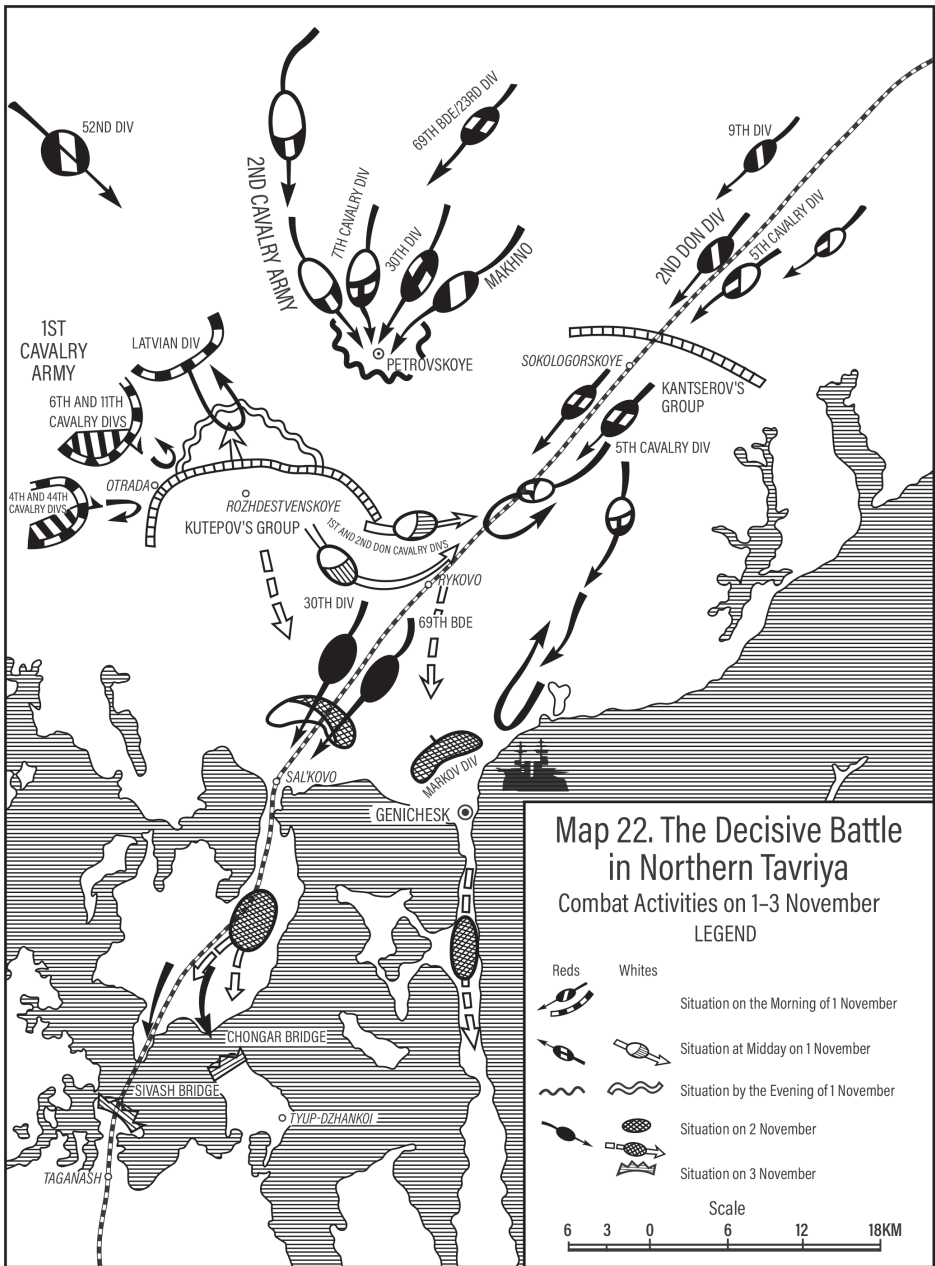 52ND DIV
69TH BDE/23RD DIV
9TH DIV
2ND CAVALRY ARMY
7TH CAVALRY DIV
30TH DIV
MAKHNO
2ND DON DIV
5TH CAVALRY DIV
1ST
CAVALRY
ARMY
LATVIAN DIV
PETROVSKOYE
SOKOLOGORSKOYE
KANTSEROV'S
GROUP
6TH AND 11TH
CAVALRY DIVS
5TH CAVALRY DIV
OTRADA
4TH AND 44TH
CAVALRY DIVS
ROZHDESTVENSKOYE
KUTEPOV'S GROUP
1ST AND 2ND DON CAVALRY DIVS
RYKOVO
30TH DIV
69TH BDE
SAL'KOVO
MARKOV DIV
GENICHESK
Map 22. The Decisive Battle
in Northern Tavriya
Combat Activities on 1–3 November
LEGEND
Reds Whites
Situation on the Morning of 1 November
Situation at Midday on 1 November
Situation by the Evening of 1 November
Situation on 2 November
Situation on 3 November
Scale
6 3 0 6 12 18KM
CHONGAR BRIDGE
SIVASH BRIDGE
TYUP-DZHANKOI
TAGANASH